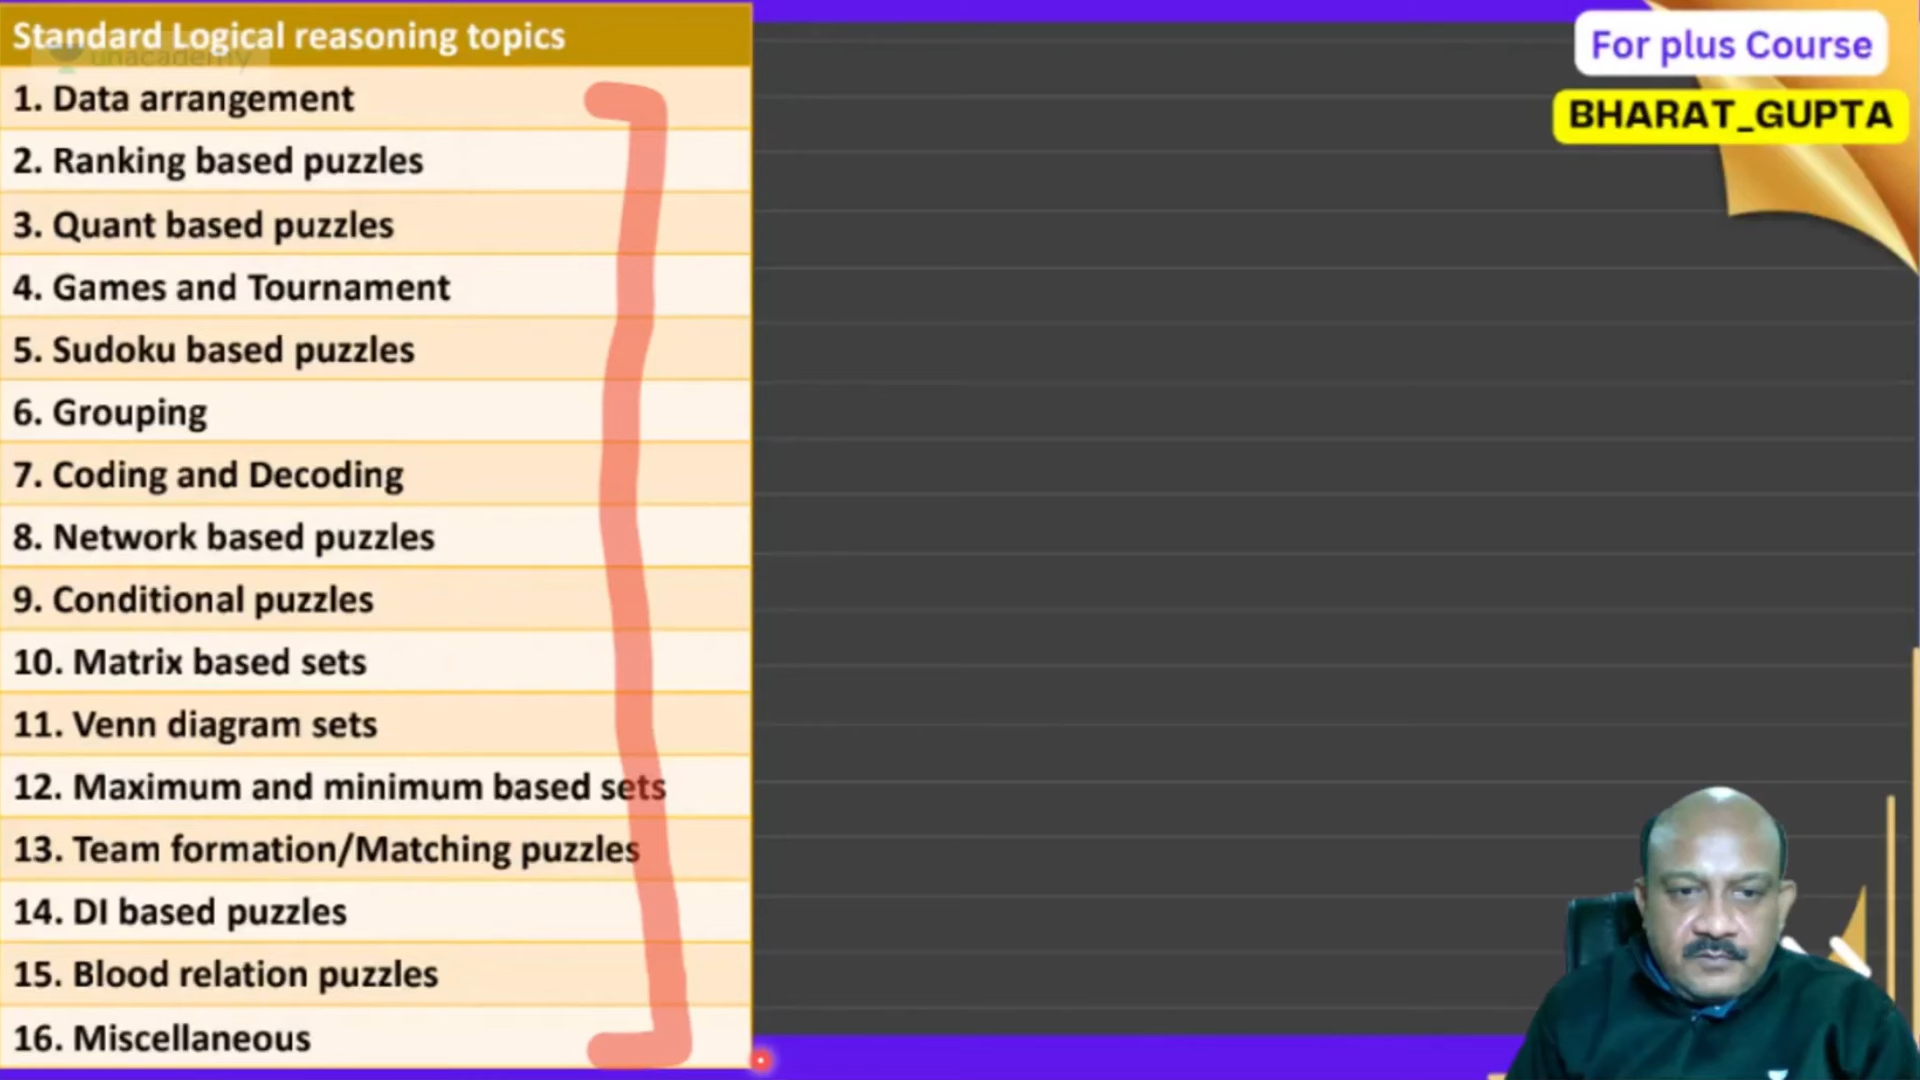 Standard Logical reasoning topics
unacademy
1. Data arrangement
2. Ranking based puzzles
3. Quant based puzzles
4. Games and Tournament
5. Sudoku based puzzles
6. Grouping
7. Coding and Decoding
8. Network based puzzles
9. Conditional puzzles
10. Matrix based sets
11. Venn diagram sets
12. Maximum and minimum based sets
13. Team formation/Matching puzzles
14. DI based puzzles
15. Blood relation puzzles
16. Miscellaneous
For plus Course
BHARAT_GUPTA